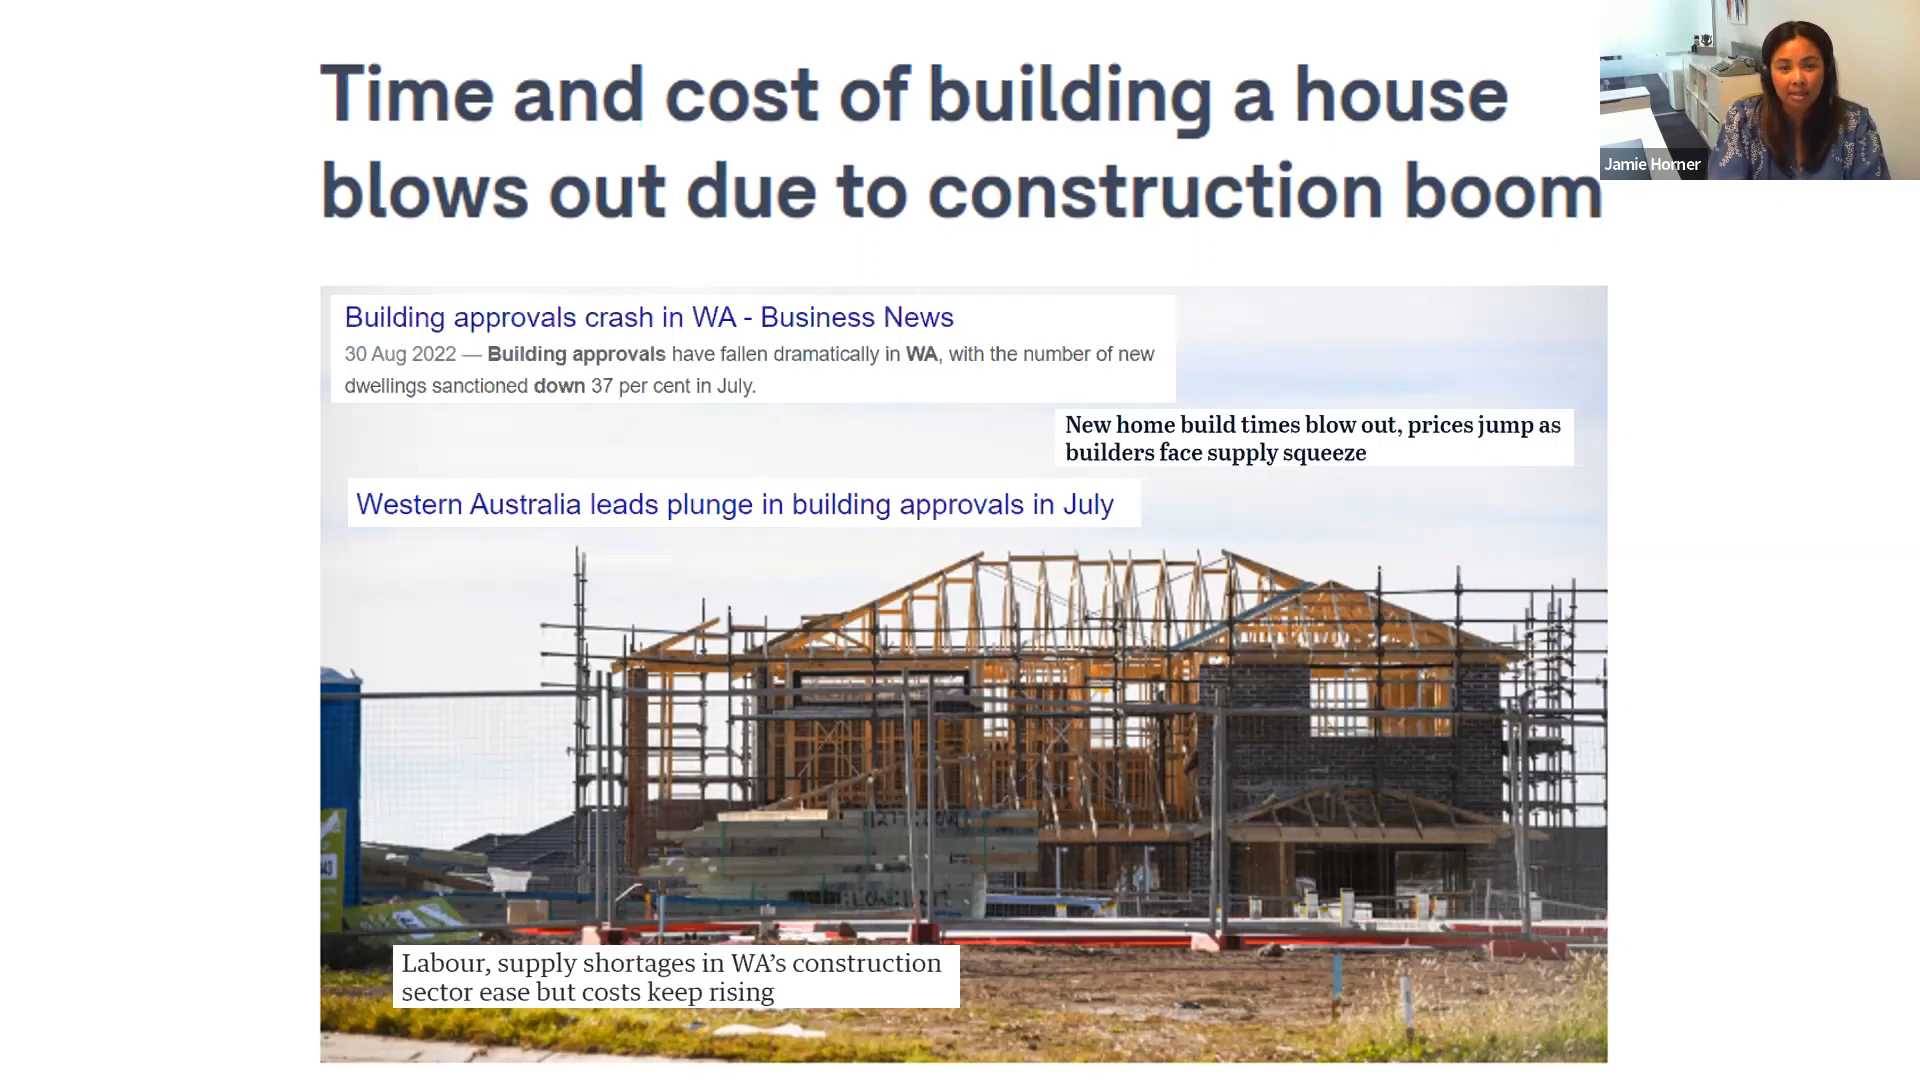 Time and cost of building a house
blows out due to construction boom
Jamie Horner
Building approvals crash in WA - Business News
30 Aug 2022 — Building approvals have fallen dramatically in WA, with the number of new
dwellings sanctioned down 37 per cent in July.
New home build times blow out, prices jump as
builders face supply squeeze
Western Australia leads plunge in building approvals in July
Labour, supply shortages in WA's construction
sector ease but costs keep rising